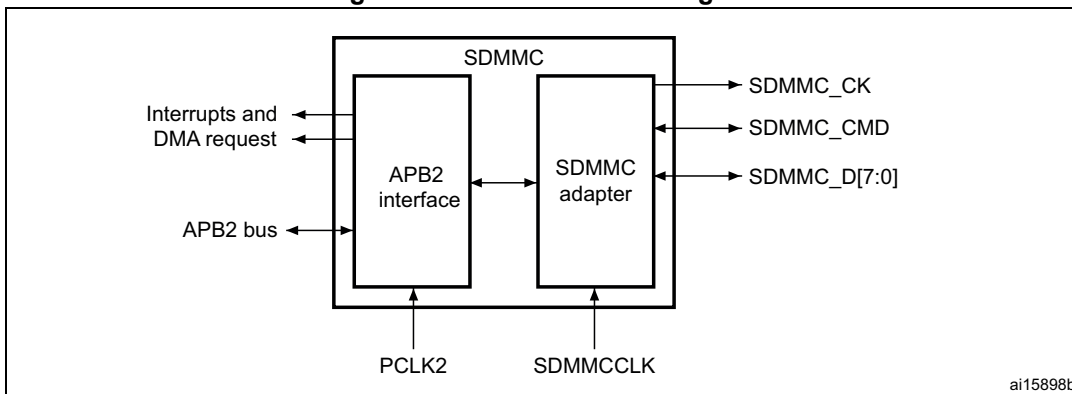 SDMMC
SDMMC_CK
Interrupts and
DMA request
SDMMC_CMD
APB2
interface
SDMMC
adapter
SDMMC_D[7:0]
APB2 bus
PCLK2
SDMMCCLK
ai15898b